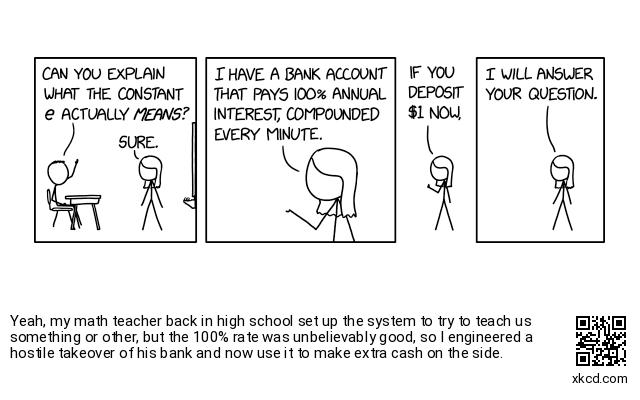 CAN YOU EXPLAIN
WHAT THE CONSTANT
e ACTUALLY MEANS?
SURE.
I HAVE A BANK ACCOUNT
THAT PAYS 100% ANNUAL
INTEREST, COMPOUNDED
EVERY MINUTE.
IF YOU
DEPOSIT
$1 NOW,
I WILL ANSWER
YOUR QUESTION.
Yeah, my math teacher back in high school set up the system to try to teach us
something or other, but the 100% rate was unbelievably good, so I engineered a
hostile takeover of his bank and now use it to make extra cash on the side.
xkcd.com